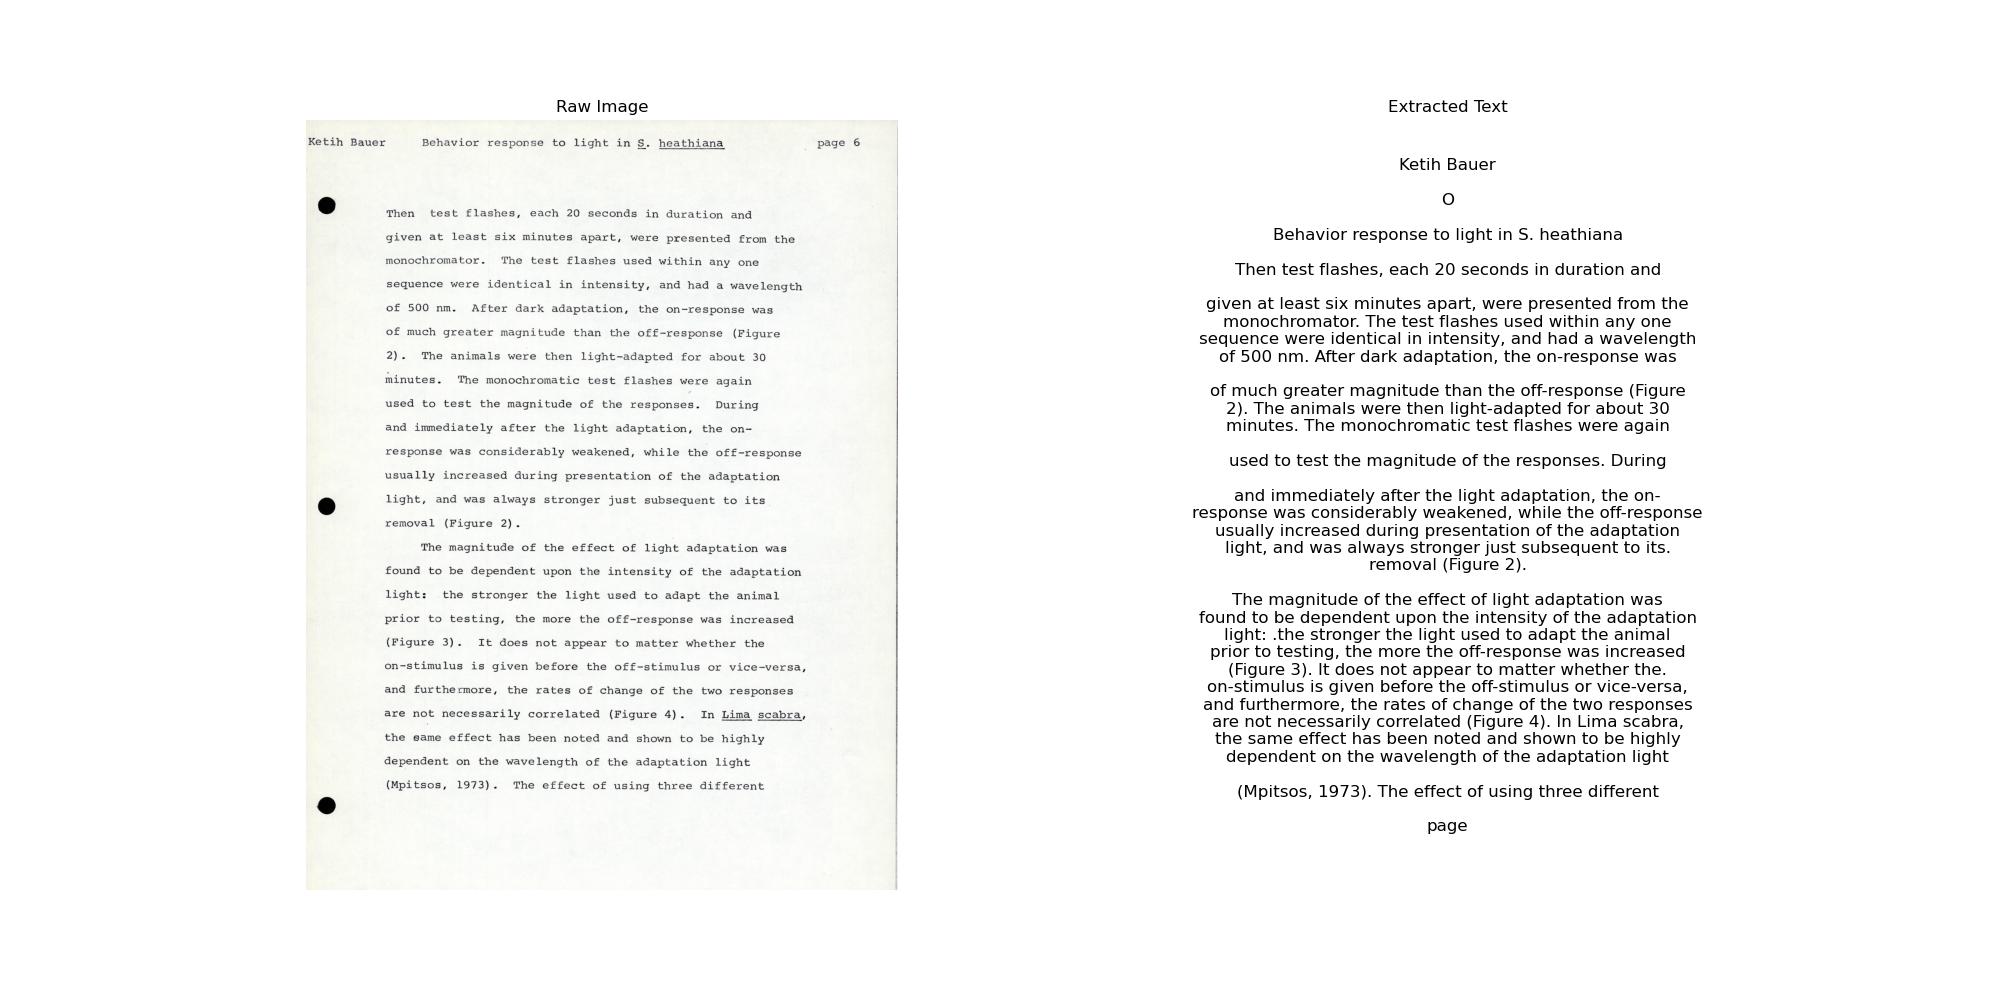 Raw Image
Ketih Bauer Behavior response to light in S. heathiana page 6
Then test flashes, each 20 seconds in duration and
given at least six minutes apart, were presented from the
monochromator. The test flashes used within any one
sequence were identical in intensity, and had a wavelength
of 500 nm. After dark adaptation, the on-response was
of much greater magnitude than the off-response (Figure
2). The animals were then light-adapted for about 30
minutes. The monochromatic test flashes were again
used to test the magnitude of the responses. During
and immediately after the light adaptation, the on-
response was considerably weakened, while the off-response
usually increased during presentation of the adaptation
light, and was always stronger just subsequent to its
removal (Figure 2).
The magnitude of the effect of light adaptation was
found to be dependent upon the intensity of the adaptation
light: the stronger the light used to adapt the animal
prior to testing, the more the off-response was increased
(Figure 3). It does not appear to matter whether the
on-stimulus is given before the off-stimulus or vice-versa,
and furthermore, the rates of change of the two responses
are not necessarily correlated (Figure 4). In Lima scabra,
the same effect has been noted and shown to be highly
dependent on the wavelength of the adaptation light
(Mpitsos, 1973). The effect of using three different
Extracted Text
Ketih Bauer
O
Behavior response to light in S. heathiana
Then test flashes, each 20 seconds in duration and
given at least six minutes apart, were presented from the
monochromator. The test flashes used within any one
sequence were identical in intensity, and had a wavelength
of 500 nm. After dark adaptation, the on-response was
of much greater magnitude than the off-response (Figure
2). The animals were then light-adapted for about 30
minutes. The monochromatic test flashes were again
used to test the magnitude of the responses. During
and immediately after the light adaptation, the on-
response was considerably weakened, while the off-response
usually increased during presentation of the adaptation
light, and was always stronger just subsequent to its.
removal (Figure 2).
The magnitude of the effect of light adaptation was
found to be dependent upon the intensity of the adaptation
light: .the stronger the light used to adapt the animal
prior to testing, the more the off-response was increased
(Figure 3). It does not appear to matter whether the.
on-stimulus is given before the off-stimulus or vice-versa,
and furthermore, the rates of change of the two responses
are not necessarily correlated (Figure 4). In Lima scabra,
the same effect has been noted and shown to be highly
dependent on the wavelength of the adaptation light
(Mpitsos, 1973). The effect of using three different
page